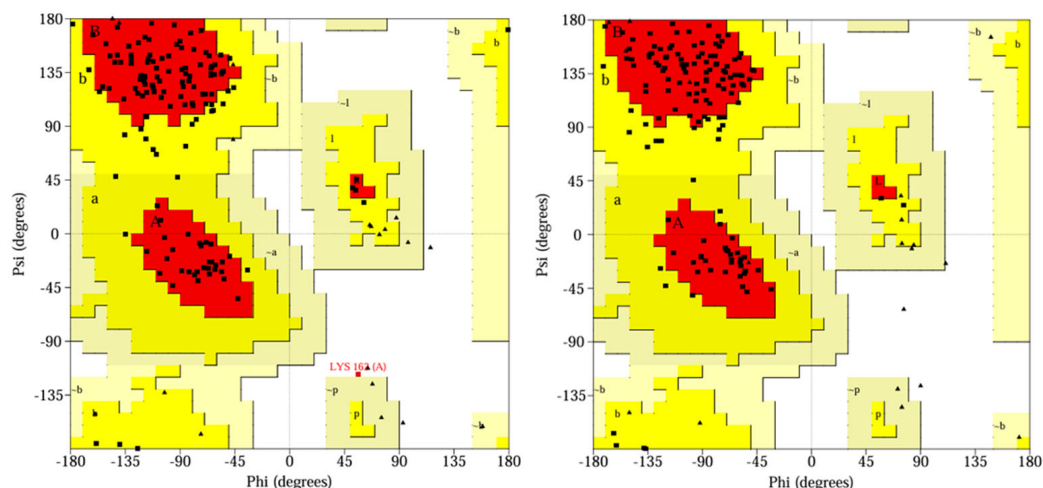 180
B
~b
b
~b
b
135
90
~l
l
45
a
A
0
~a
-45
-90
LYS 162 (A)
-135
~b
~p
b
p
~b
-180 -135 -90 -45 0 45 90 135 180
Psi (degrees)
Phi (degrees)
180
B
~b
b
~b
b
135
90
~l
l
45
L
a
A
0
~a
-45
-90
-135
~b
~p
b
p
~b
-180 -135 -90 -45 0 45 90 135 180
Psi (degrees)
Phi (degrees)